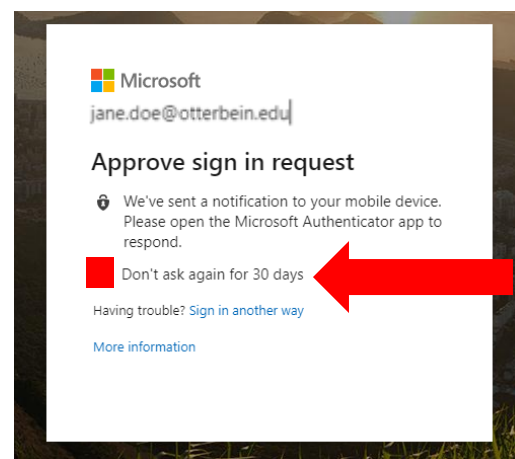 Microsoft
jane.doe@otterbein.edu
Approve sign in request
We've sent a notification to your mobile device.
Please open the Microsoft Authenticator app to
respond.
Don't ask again for 30 days
Having trouble? Sign in another way
More information